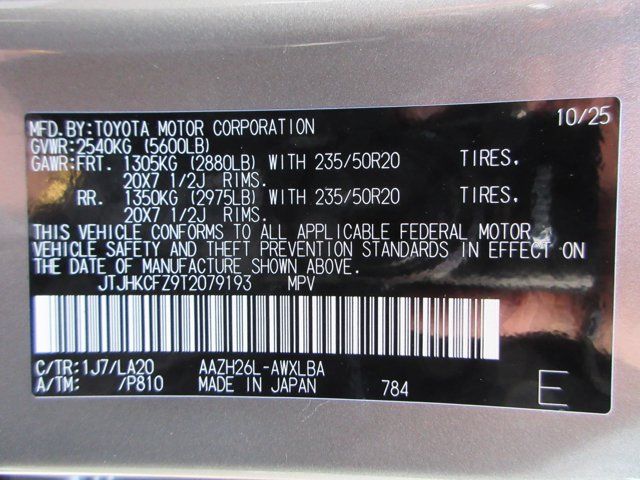 MFD.BY:TOYOTA MOTOR CORPORATION 10/25
GVWR:2540KG (5600LB)
GAWR:FRT. 1305KG (2880LB) WITH 235/50R20 TIRES.
20X7 1/2J RIMS.
RR. 1350KG (2975LB) WITH 235/50R20 TIRES.
20X7 1/2J RIMS.
THIS VEHICLE CONFORMS TO ALL APPLICABLE FEDERAL MOTOR
VEHICLE SAFETY AND THEFT PREVENTION STANDARDS IN EFFECT ON
THE DATE OF MANUFACTURE SHOWN ABOVE.
JTJHKCFZ9T2079193 MPV
C/TR:1J7/LA20 AAZH26L-AWXLBA
A/TM: /P810 MADE IN JAPAN 784 E